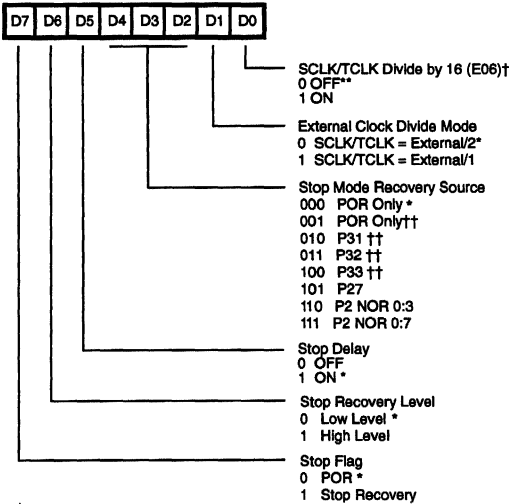 D7 D6 D5 D4 D3 D2 D1 D0
SCLK/TCLK Divide by 16 (E06)†
0 OFF**
1 ON
External Clock Divide Mode
0 SCLK/TCLK = External/2*
1 SCLK/TCLK = External/1
Stop Mode Recovery Source
000 POR Only *
001 POR Only††
010 P31 ††
011 P32 ††
100 P33 ††
101 P27
110 P2 NOR 0:3
111 P2 NOR 0:7
Stop Delay
0 OFF
1 ON *
Stop Recovery Level
0 Low Level *
1 High Level
Stop Flag
0 POR *
1 Stop Recovery